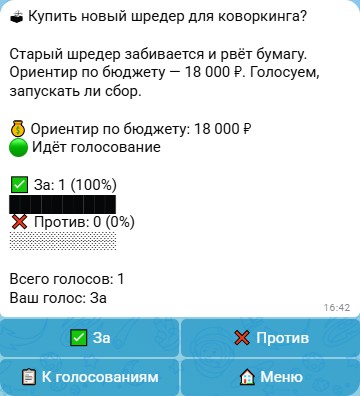 🗳 Купить новый шредер для коворкинга?
Старый шредер забивается и рвёт бумагу.
Ориентир по бюджету — 18 000 ₽. Голосуем,
запускать ли сбор.
💰 Ориентир по бюджету: 18 000 ₽
🟢 Идёт голосование
✅ За: 1 (100%)
██████████
❌ Против: 0 (0%)
░░░░░░░░░░
Всего голосов: 1
Ваш голос: За
16:42
✅ За
❌ Против
📋 К голосованиям
🏠 Меню